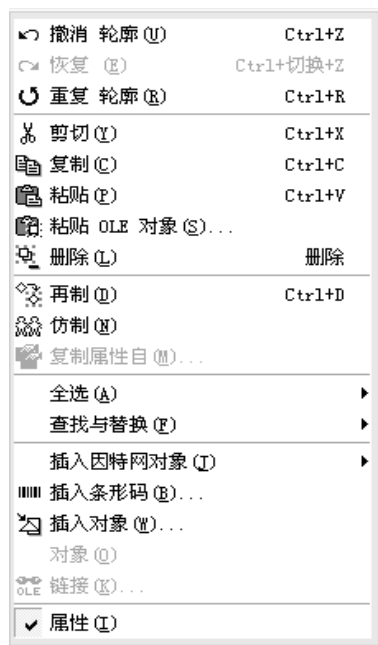 撤消 轮廓(U) Ctrl+Z
恢复 (E) Ctrl+切换+Z
重复 轮廓(R) Ctrl+R
剪切(Y) Ctrl+X
复制(C) Ctrl+C
粘贴(P) Ctrl+V
粘贴 OLE 对象(S)...
删除(L) 删除
再制(D) Ctrl+D
仿制(N)
复制属性自(M)...
全选(A)
查找与替换(F)
插入因特网对象(J)
插入条形码(B)...
插入对象(W)...
对象(O)
OLE 链接(K)...
属性(I)